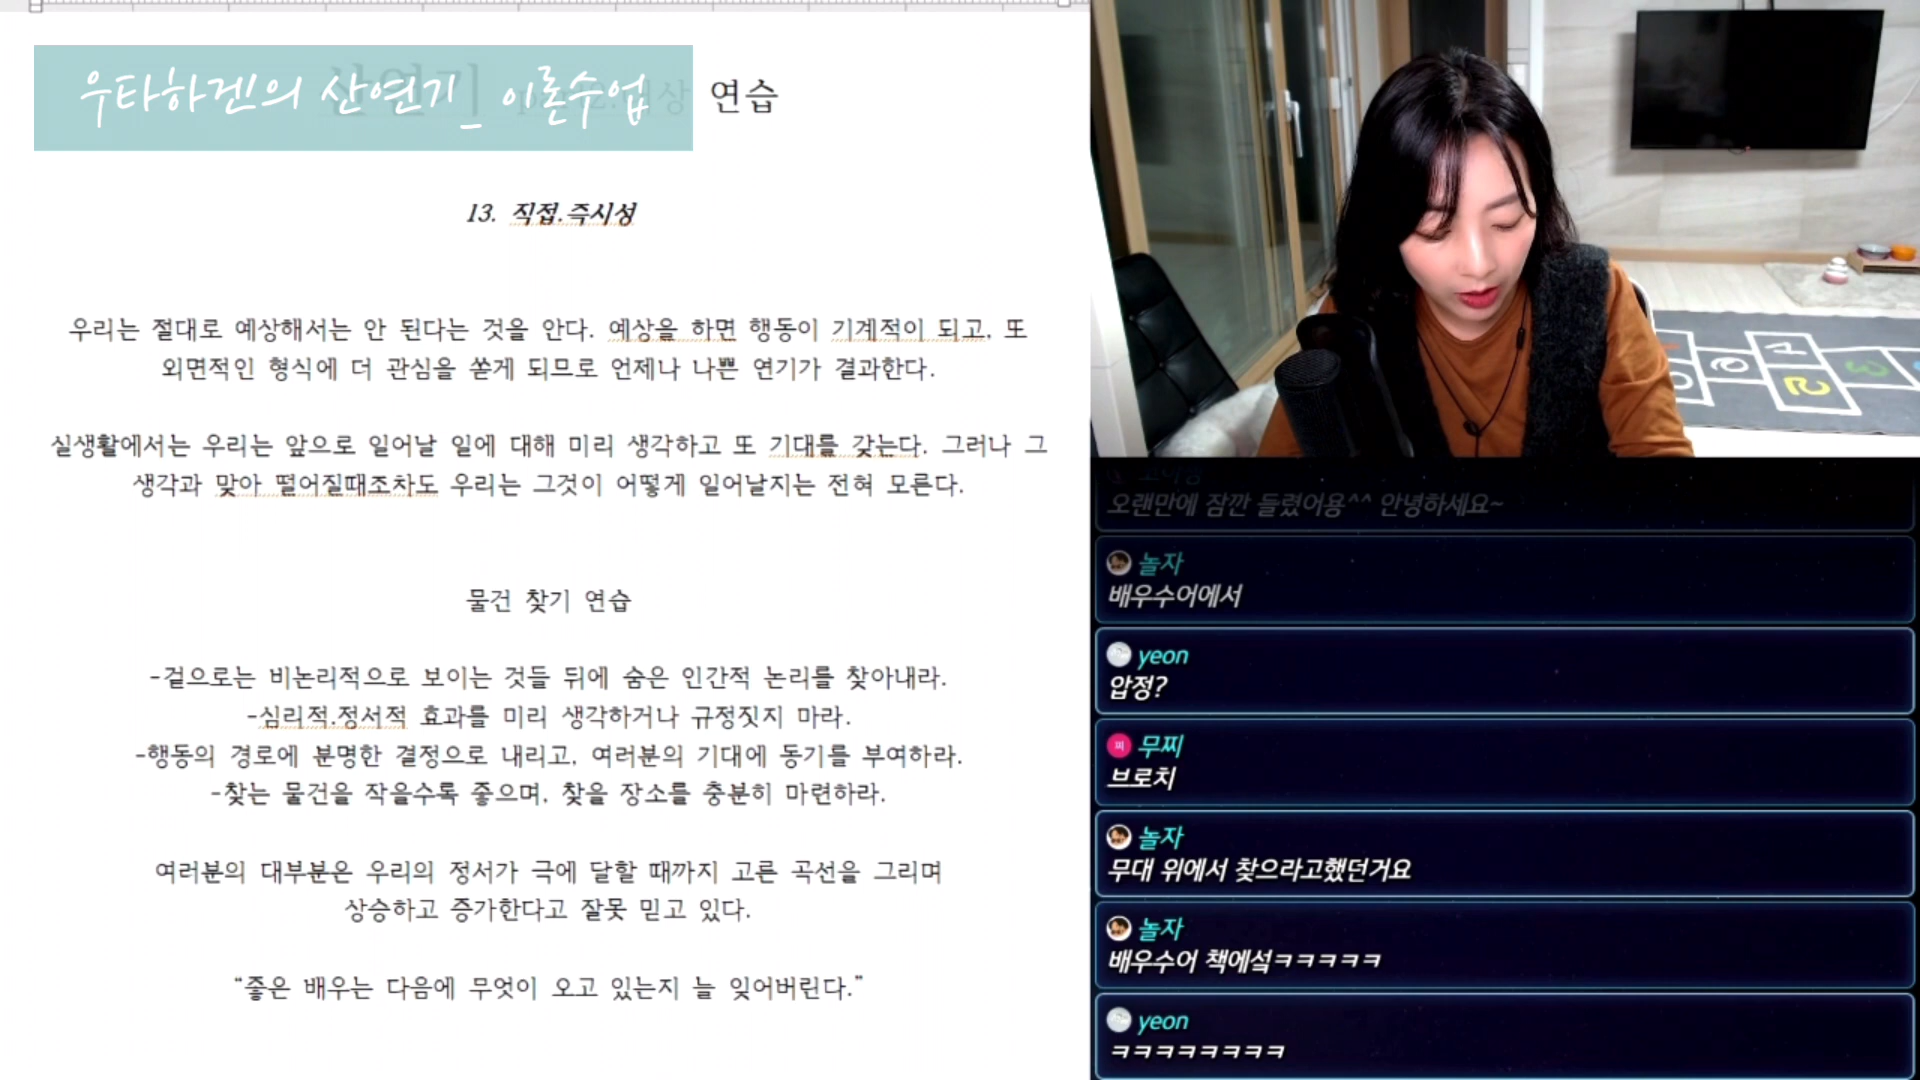 우타하겐의 산연기_ 이론수업
연습
13. 직접.즉시성
우리는 절대로 예상해서는 안 된다는 것을 안다. 예상을 하면 행동이 기계적이 되고, 또
외면적인 형식에 더 관심을 쏟게 되므로 언제나 나쁜 연기가 결과한다.
실생활에서는 우리는 앞으로 일어날 일에 대해 미리 생각하고 또 기대를 갖는다. 그러나 그
생각과 맞아 떨어질때조차도 우리는 그것이 어떻게 일어날지는 전혀 모른다.
물건 찾기 연습
-겉으로는 비논리적으로 보이는 것들 뒤에 숨은 인간적 논리를 찾아내라.
-심리적.정서적 효과를 미리 생각하거나 규정짓지 마라.
-행동의 경로에 분명한 결정으로 내리고, 여러분의 기대에 동기를 부여하라.
-찾는 물건을 작을수록 좋으며, 찾을 장소를 충분히 마련하라.
여러분의 대부분은 우리의 정서가 극에 달할 때까지 고른 곡선을 그리며
상승하고 증가한다고 잘못 믿고 있다.
“좋은 배우는 다음에 무엇이 오고 있는지 늘 잊어버린다.”
오랜만에 잠깐 들렸어용^^ 안녕하세요~
놀자
배우수어에서
yeon
압정?
찌 무찌
브로치
놀자
무대 위에서 찾으라고했던거요
놀자
배우수어 책에섴ㅋㅋㅋㅋㅋ
yeon
ㅋㅋㅋㅋㅋㅋㅋㅋ